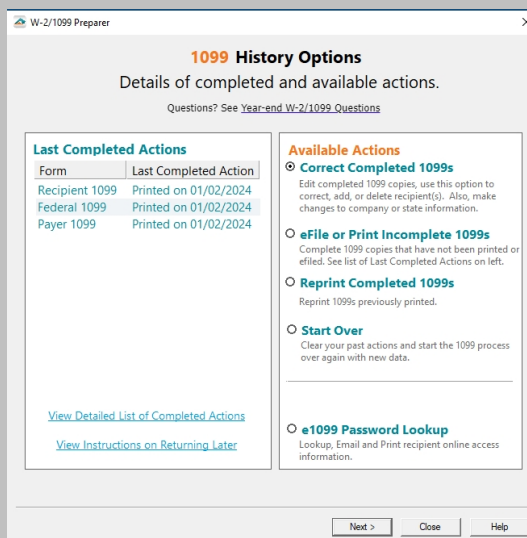 W-2/1099 Preparer
1099 History Options
Details of completed and available actions.
Questions? See Year-end W-2/1099 Questions
Last Completed Actions
Form Last Completed Action
Recipient 1099 Printed on 01/02/2024
Federal 1099 Printed on 01/02/2024
Payer 1099 Printed on 01/02/2024
View Detailed List of Completed Actions
View Instructions on Returning Later
Available Actions
Correct Completed 1099s
Edit completed 1099 copies, use this option to
correct, add, or delete recipient(s). Also, make
changes to company or state information.
eFile or Print Incomplete 1099s
Complete 1099 copies that have not been printed or
efiled. See list of Last Completed Actions on left.
Reprint Completed 1099s
Reprint 1099s previously printed.
Start Over
Clear your past actions and start the 1099 process
over again with new data.
e1099 Password Lookup
Lookup, Email and Print recipient online access
information.
Next > Close Help